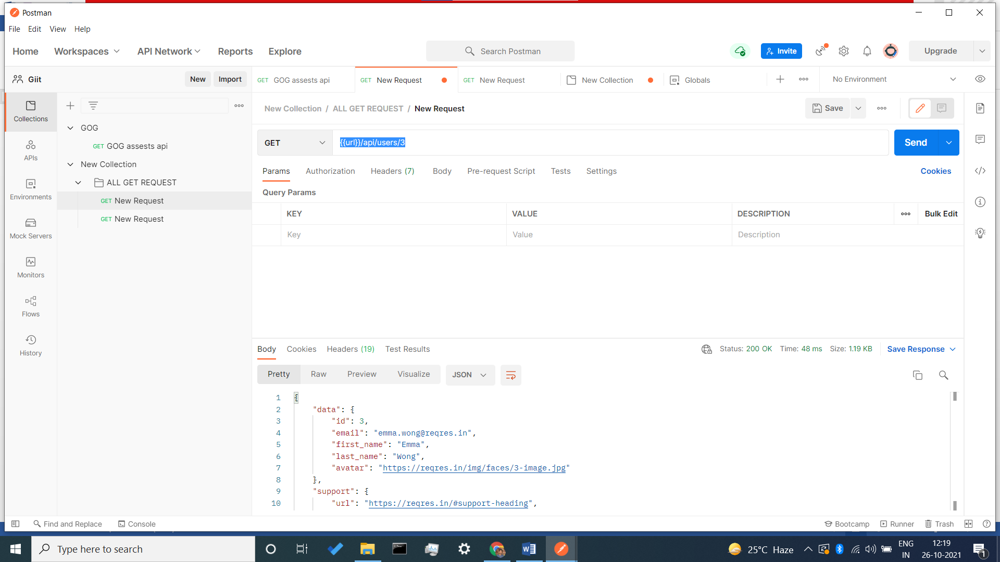 Postman
File Edit View Help
Home Workspaces API Network Reports Explore Search Postman Invite Upgrade
Giit New Import GET GOG assests api GET New Request GET New Request New Collection Globals No Environment
Collections
APIs
Environments
Mock Servers
Monitors
Flows
History
GOG
GET GOG assests api
New Collection
ALL GET REQUEST
GET New Request
GET New Request
New Collection / ALL GET REQUEST / New Request Save
GET {{url}}/api/users/3 Send
Params Authorization Headers (7) Body Pre-request Script Tests Settings Cookies
Query Params
KEY VALUE DESCRIPTION Bulk Edit
Key Value Description
Body Cookies Headers (19) Test Results Status: 200 OK Time: 48 ms Size: 1.19 KB Save Response
Pretty Raw Preview Visualize JSON
1 {
2 "data": {
3 "id": 3,
4 "email": "emma.wong@reqres.in",
5 "first_name": "Emma",
6 "last_name": "Wong",
7 "avatar": "https://reqres.in/img/faces/3-image.jpg"
8 },
9 "support": {
10 "url": "https://reqres.in/#support-heading",
Find and Replace Console Bootcamp Runner Trash
Type here to search 25°C Haze ENG IN 12:19 26-10-2021 1